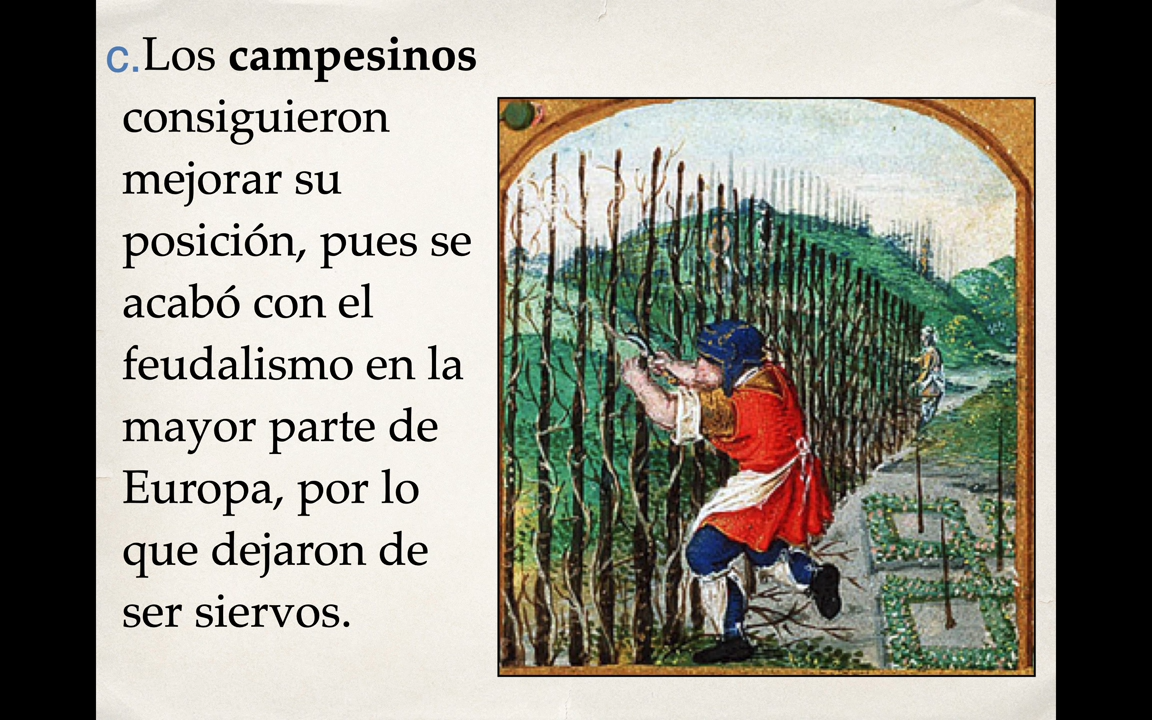 c.Los campesinos
consiguieron
mejorar su
posición, pues se
acabó con el
feudalismo en la
mayor parte de
Europa, por lo
que dejaron de
ser siervos.